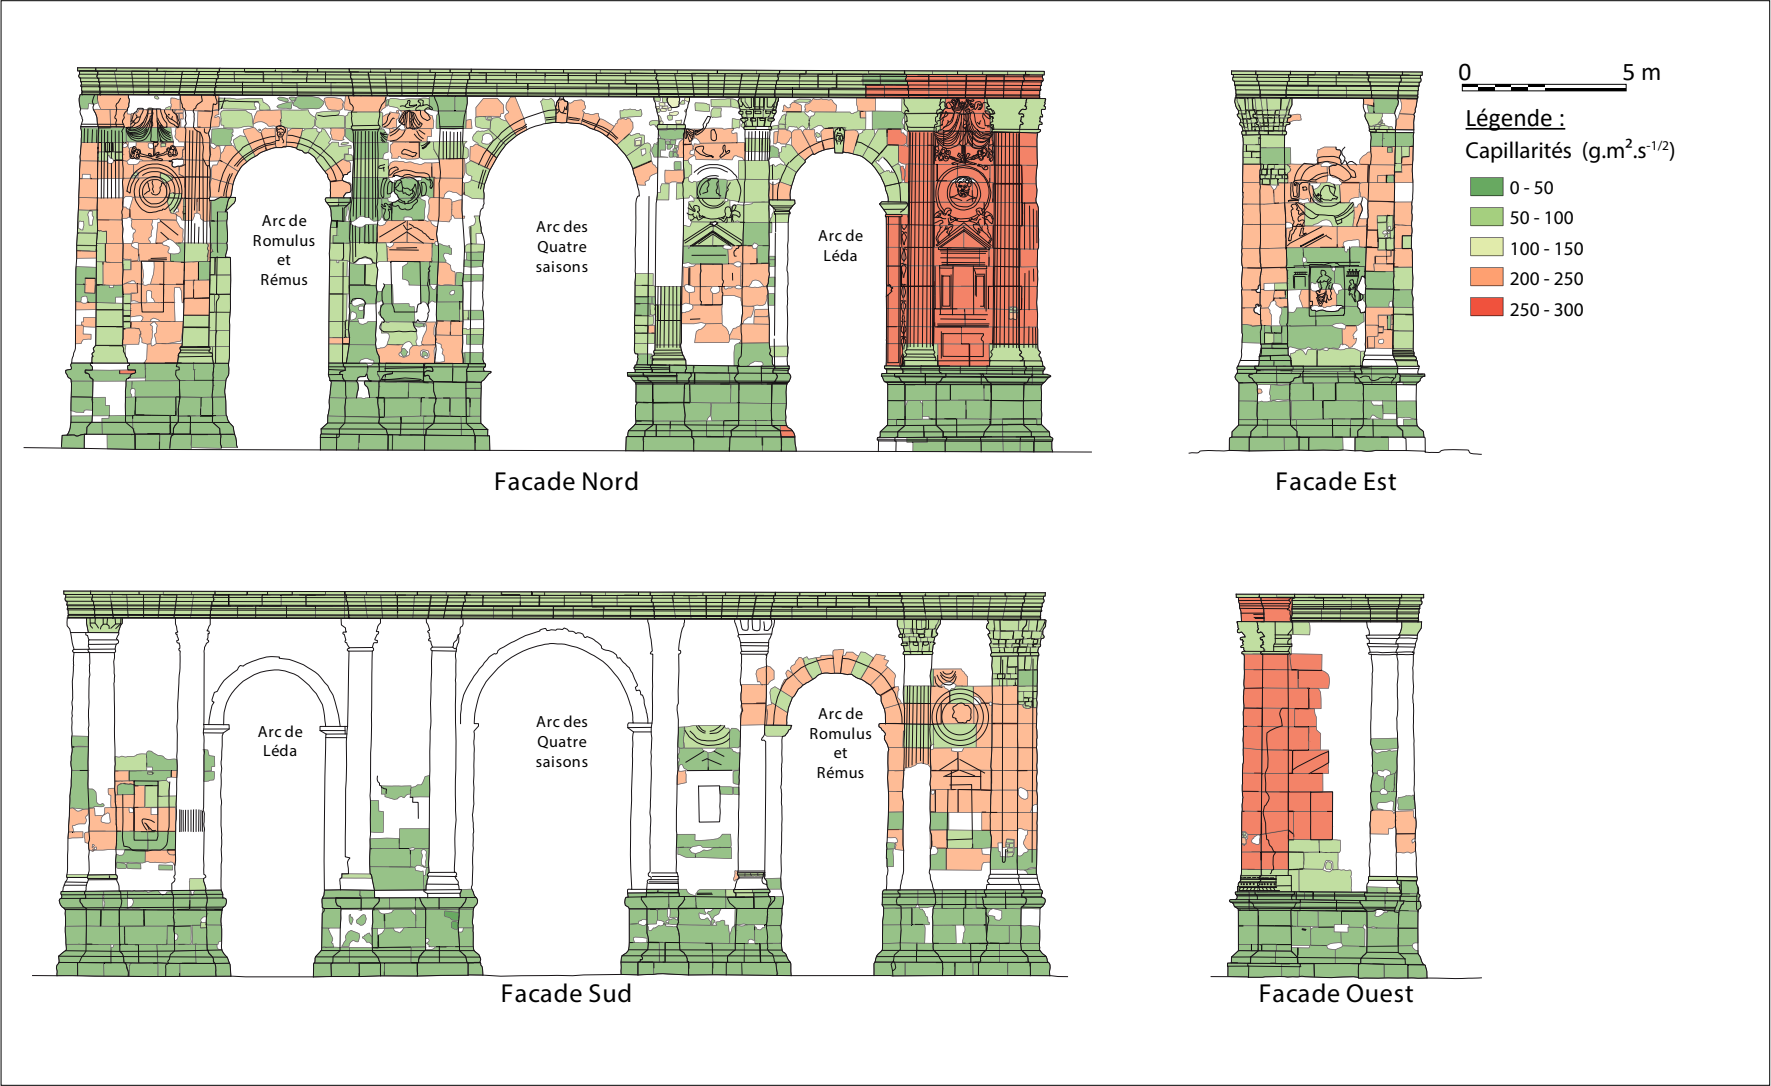 Arc de
Romulus
et
Rémus
Arc des
Quatre
saisons
Arc de
Léda
Facade Nord
Facade Est
0 5 m
Légende :
Capillarités (g.m².s-1/2)
0 - 50
50 - 100
100 - 150
200 - 250
250 - 300
Arc de
Léda
Arc des
Quatre
saisons
Arc de
Romulus
et
Rémus
Facade Sud
Facade Ouest